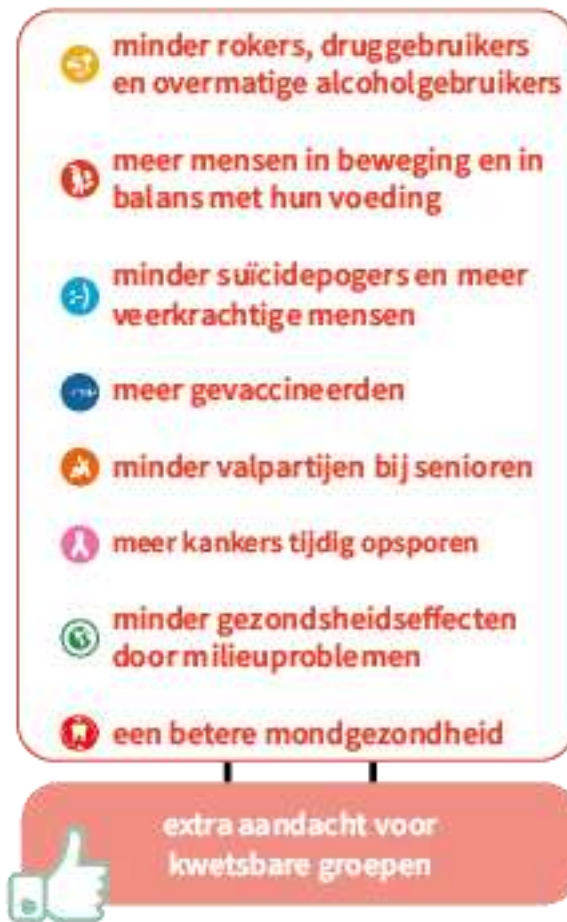 minder rokers, druggebruikers
en overmatige alcoholgebruikers
meer mensen in beweging en in
balans met hun voeding
minder suïcidepogers en meer
veerkrachtige mensen
meer gevaccineerden
minder valpartijen bij senioren
meer kankers tijdig opsporen
minder gezondsheidseffecten
door milieuproblemen
een betere mondgezondheid
extra aandacht voor
kwetsbare groepen